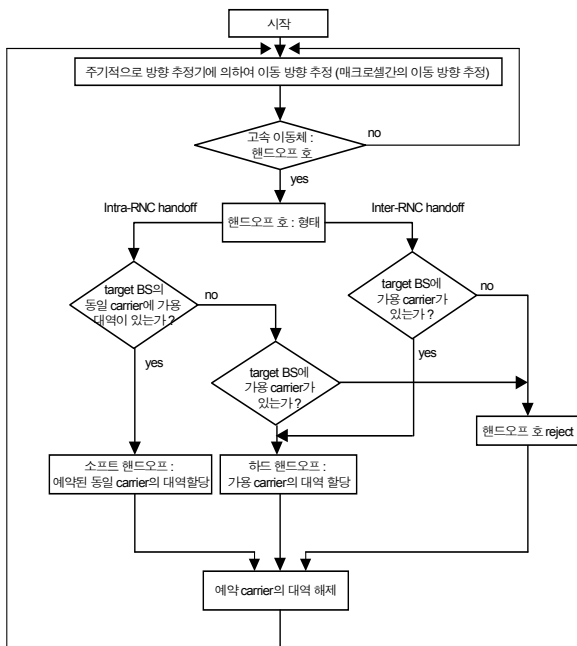 시작
주기적으로 방향 추정기에 의하여 이동 방향 추정 (매크로셀간의 이동 방향 추정)
고속 이동체 :
핸드오프 호
no
yes
Intra-RNC handoff
핸드오프 호 : 형태
Inter-RNC handoff
target BS의
동일 carrier에 가용
대역이 있는가 ?
no
yes
target BS에
가용 carrier가
있는가 ?
no
yes
target BS에
가용 carrier가
있는가 ?
핸드오프 호 reject
소프트 핸드오프 :
예약된 동일 carrier의 대역할당
하드 핸드오프 :
가용 carrier의 대역 할당
예약 carrier의 대역 해제